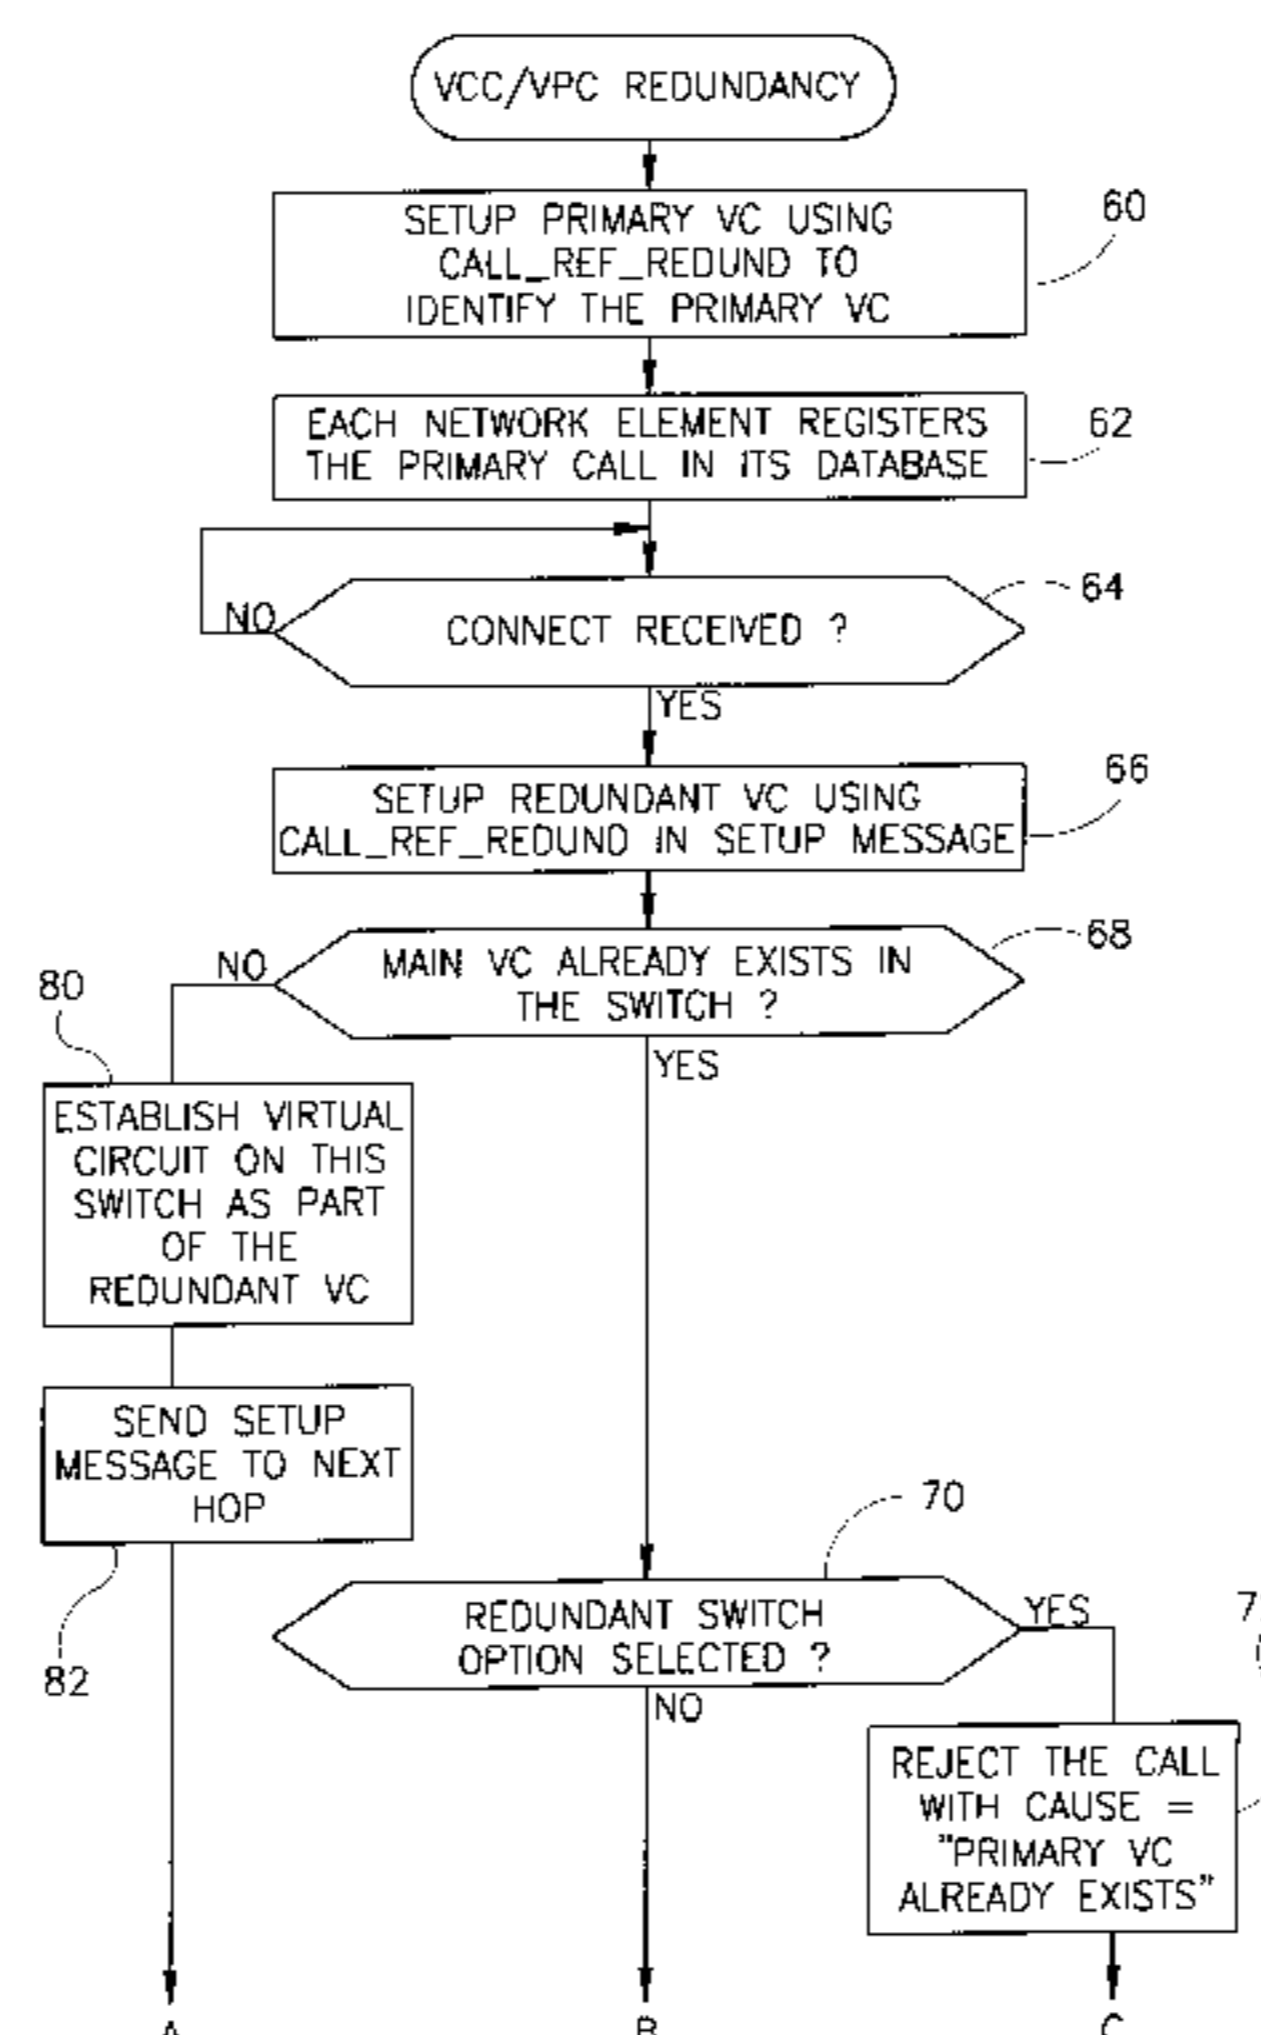 VCC/VPC REDUNDANCY
SETUP PRIMARY VC USING
CALL_REF_REDUND TO
IDENTIFY THE PRIMARY VC
60
EACH NETWORK ELEMENT REGISTERS
THE PRIMARY CALL IN ITS DATABASE
62
64
NO
CONNECT RECEIVED ?
YES
66
SETUP REDUNDANT VC USING
CALL_REF_REDUND IN SETUP MESSAGE
68
NO
MAIN VC ALREADY EXISTS IN
THE SWITCH ?
80
YES
ESTABLISH VIRTUAL
CIRCUIT ON THIS
SWITCH AS PART
OF THE
REDUNDANT VC
SEND SETUP
MESSAGE TO NEXT
HOP
70
82
REDUNDANT SWITCH
OPTION SELECTED ?
YES
NO
REJECT THE CALL
WITH CAUSE =
"PRIMARY VC
ALREADY EXISTS"
A
B
C